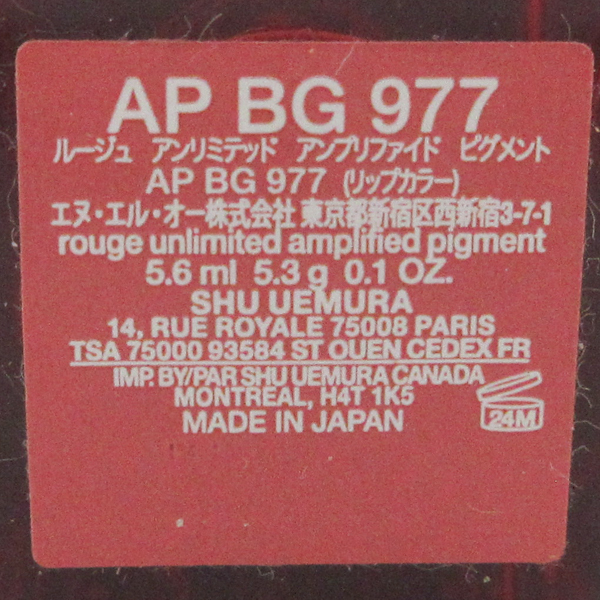 AP BG 977
ルージュ アンリミテッド アンプリファイド ピグメント
AP BG 977 (リップカラー)
エヌ・エル・オー株式会社 東京都新宿区西新宿3-7-1
rouge unlimited amplified pigment
5.6 ml 5.3 g 0.1 OZ.
SHU UEMURA
14, RUE ROYALE 75008 PARIS
TSA 75000 93584 ST OUEN CEDEX FR
IMP. BY/PAR SHU UEMURA CANADA
MONTREAL, H4T 1K5
MADE IN JAPAN
24M